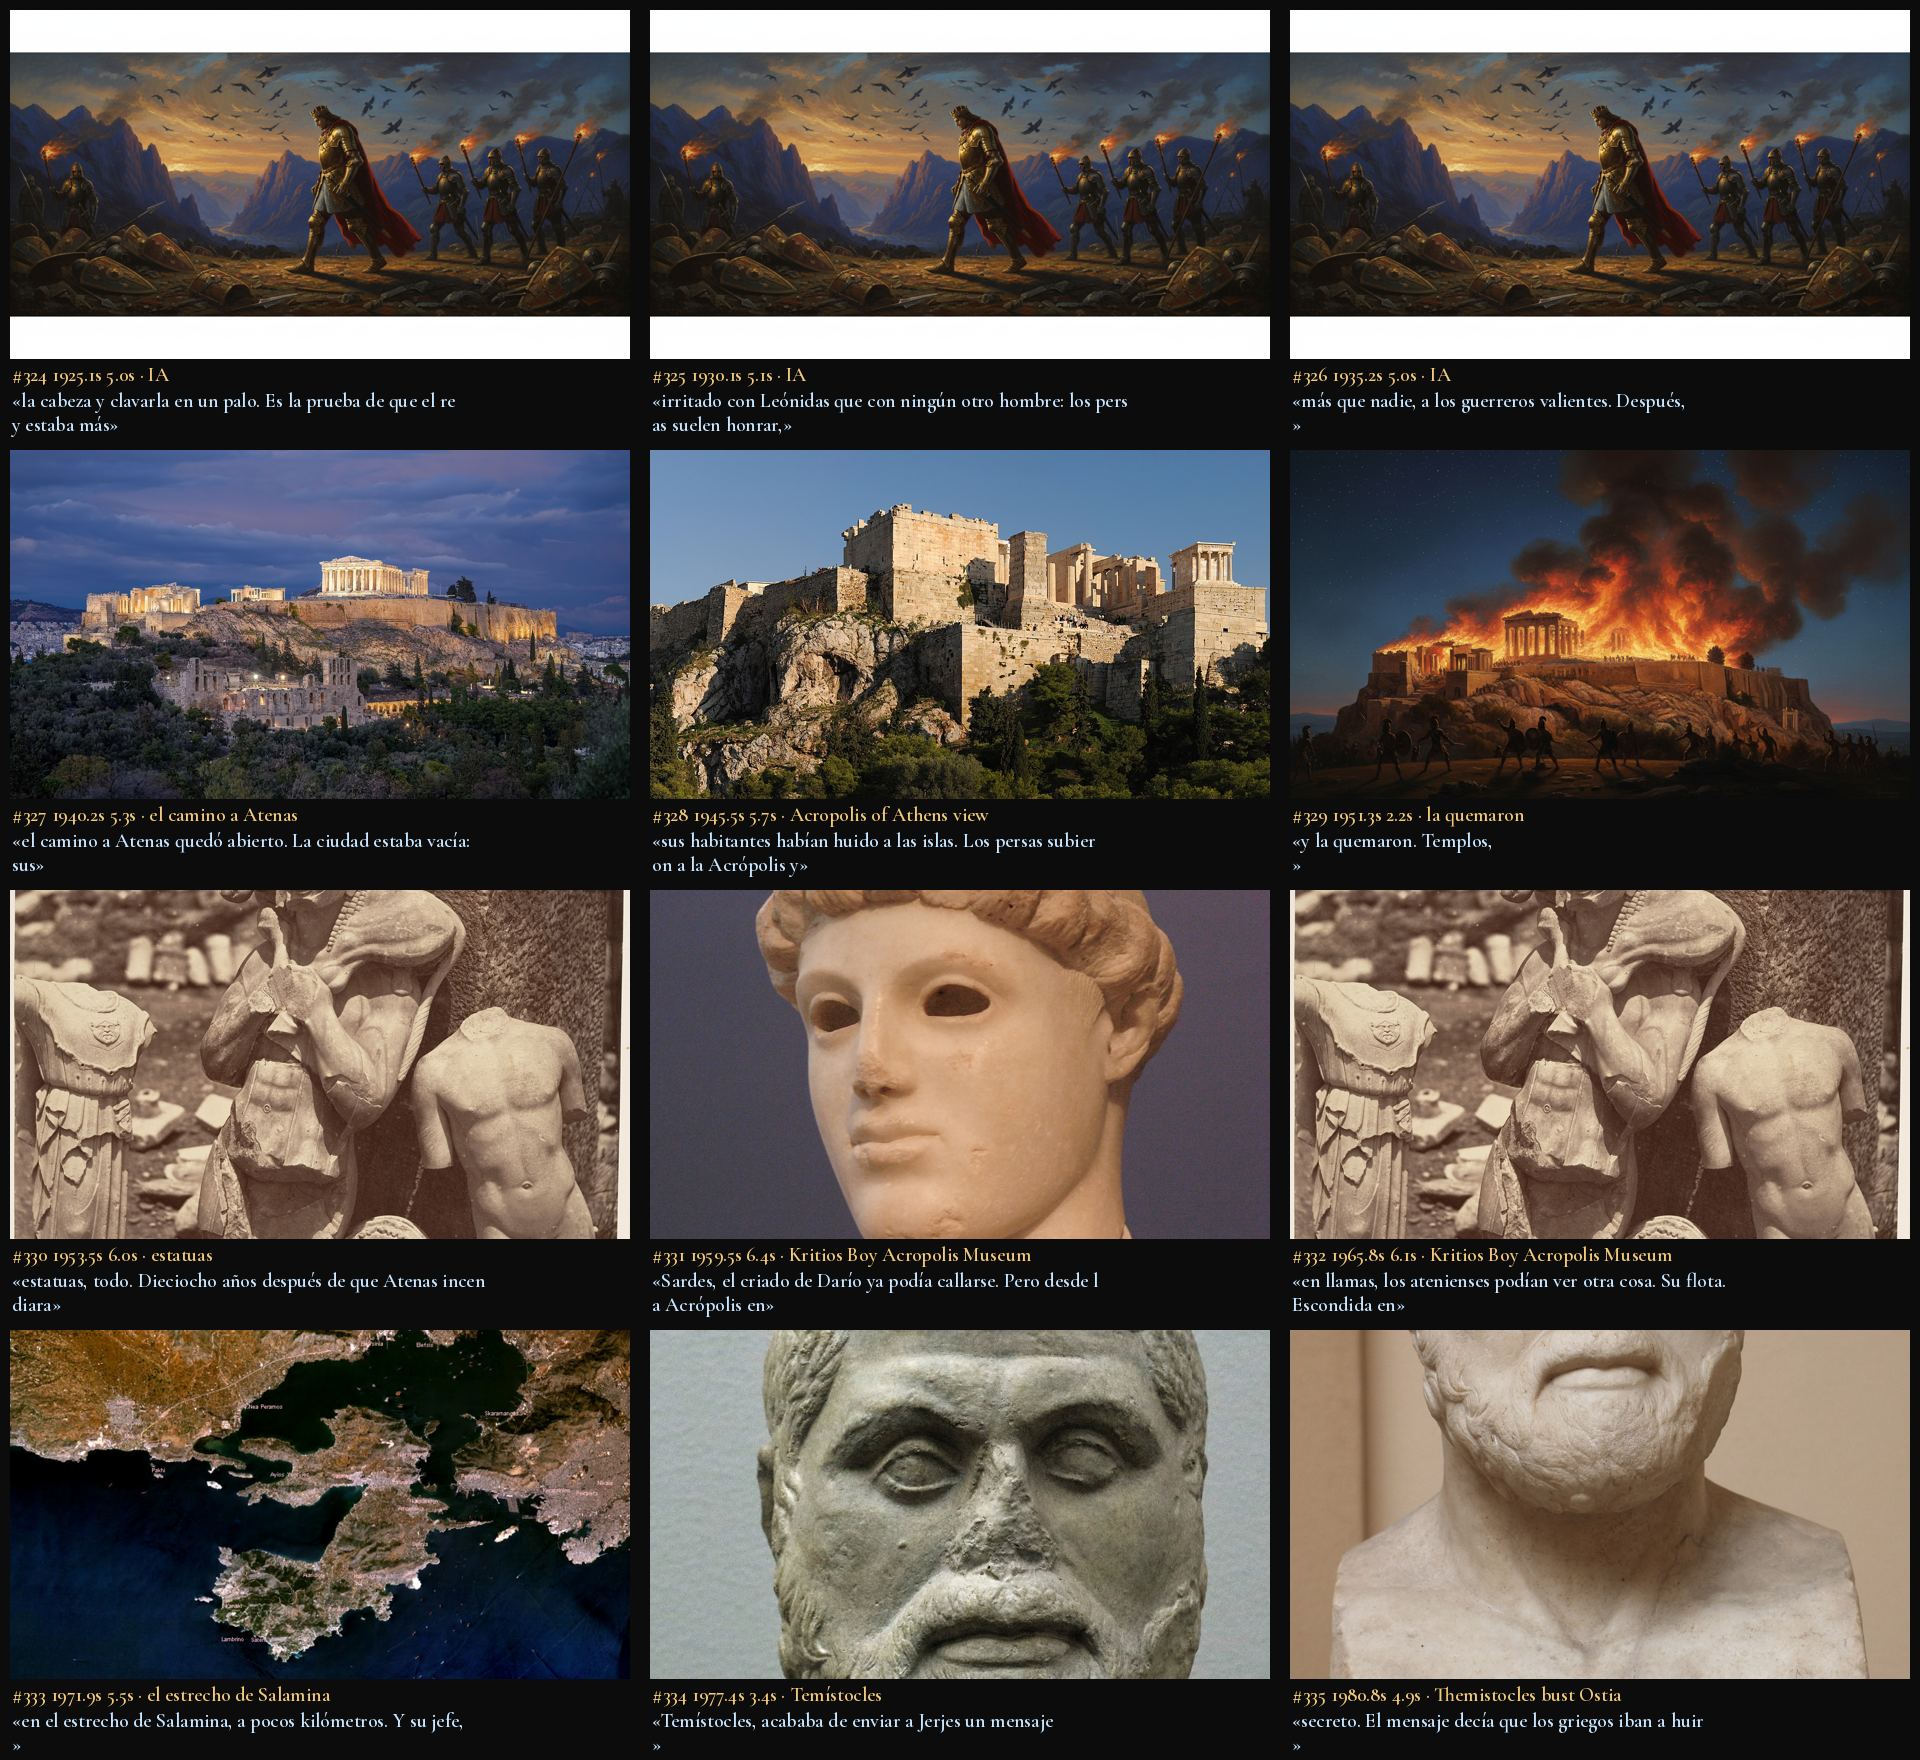 #324 1925.1s 5.0s · IA
«la cabeza y clavarla en un palo. Es la prueba de que el re
y estaba más»
#325 1930.1s 5.1s · IA
«irritado con Leónidas que con ningún otro hombre: los pers
as suelen honrar,»
#326 1935.2s 5.0s · IA
«más que nadie, a los guerreros valientes. Después,
»
#327 1940.2s 5.3s · el camino a Atenas
«el camino a Atenas quedó abierto. La ciudad estaba vacía:
sus»
#328 1945.5s 5.7s · Acropolis of Athens view
«sus habitantes habían huido a las islas. Los persas subier
on a la Acrópolis y»
#329 1951.3s 2.2s · la quemaron
«y la quemaron. Templos,
»
#330 1953.5s 6.0s · estatuas
«estatuas, todo. Dieciocho años después de que Atenas incen
diara»
#331 1959.5s 6.4s · Kritios Boy Acropolis Museum
«Sardes, el criado de Darío ya podía callarse. Pero desde l
a Acrópolis en»
#332 1965.8s 6.1s · Kritios Boy Acropolis Museum
«en llamas, los atenienses podían ver otra cosa. Su flota.
Escondida en»
Nea Peramos
Pakhi
Lambrino
#333 1971.9s 5.5s · el estrecho de Salamina
«en el estrecho de Salamina, a pocos kilómetros. Y su jefe,
»
#334 1977.4s 3.4s · Temístocles
«Temístocles, acababa de enviar a Jerjes un mensaje
»
#335 1980.8s 4.9s · Themistocles bust Ostia
«secreto. El mensaje decía que los griegos iban a huir
»